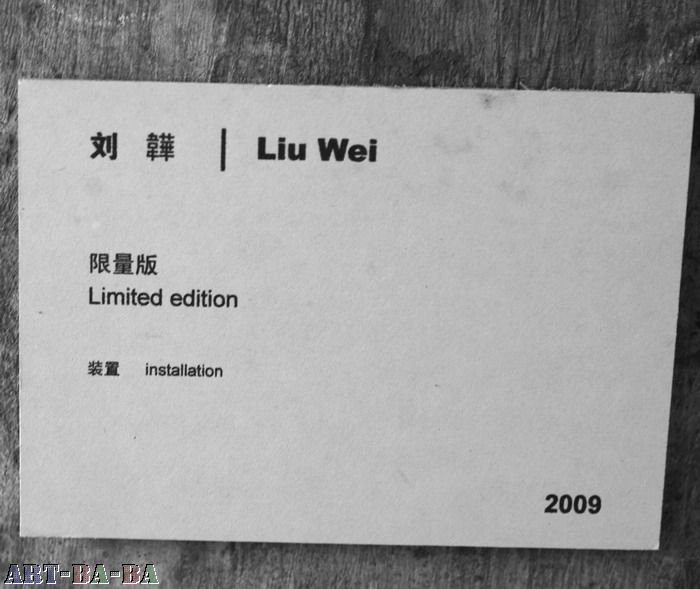 刘 韡 | Liu Wei
限量版
Limited edition
装置 installation
2009
ART-BA-BA